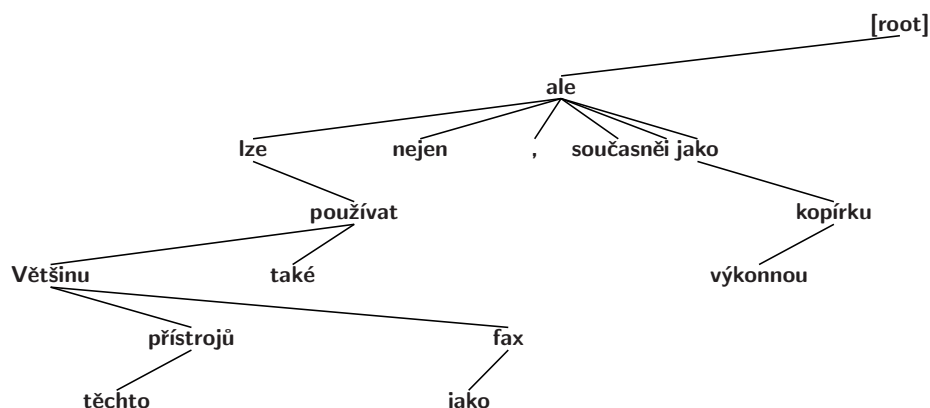 [root]
ale
lze nejen , současně i jako
používat kopírku
Většinu také výkonnou
přístrojů fax
těchto jako